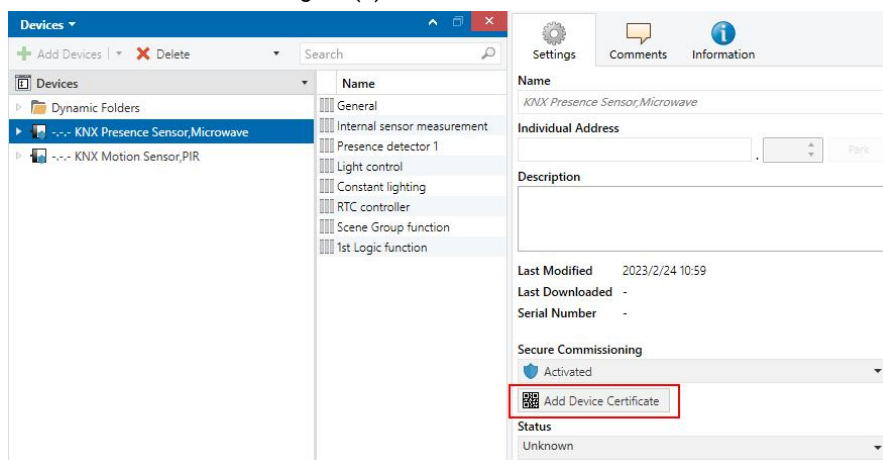 Devices
Add Devices Delete
Search
Devices
Dynamic Folders
-.-.- KNX Presence Sensor,Microwave
-.-.- KNX Motion Sensor,PIR
Name
General
Internal sensor measurement
Presence detector 1
Light control
Constant lighting
RTC controller
Scene Group function
1st Logic function
Settings Comments Information
Name
KNX Presence Sensor,Microwave
Individual Address
. Park
Description
Last Modified 2023/2/24 10:59
Last Downloaded -
Serial Number -
Secure Commissioning
Activated
Add Device Certificate
Status
Unknown